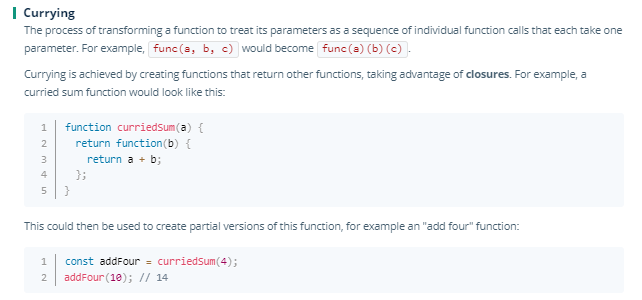 Currying
The process of transforming a function to treat its parameters as a sequence of individual function calls that each take one
parameter. For example, func(a, b, c) would become func(a)(b)(c).
Currying is achieved by creating functions that return other functions, taking advantage of closures. For example, a
curried sum function would look like this:
1 function curriedSum(a) {
2 return function(b) {
3 return a + b;
4 };
5 }
This could then be used to create partial versions of this function, for example an "add four" function:
1 const addFour = curriedSum(4);
2 addFour(10); // 14